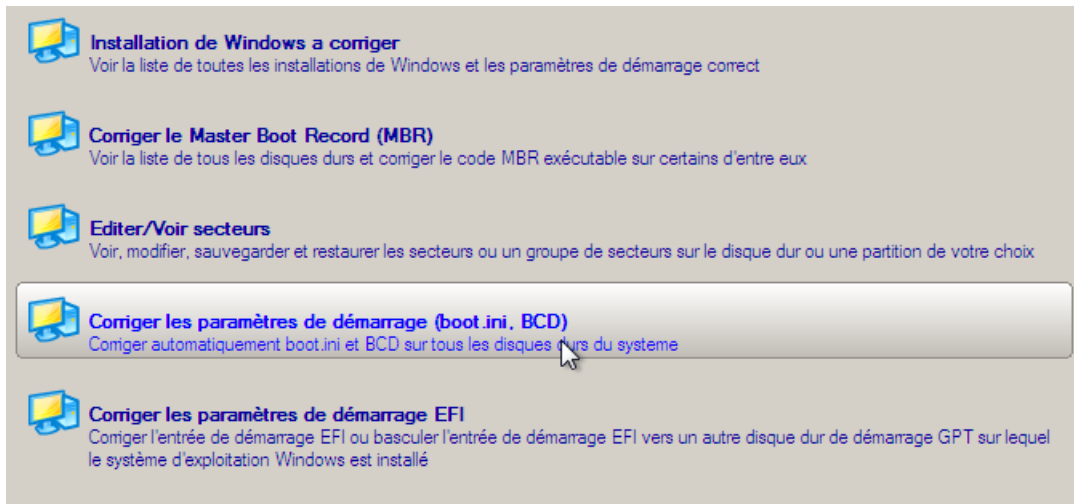 Installation de Windows a corriger
Voir la liste de toutes les installations de Windows et les paramètres de démarrage correct
Corriger le Master Boot Record (MBR)
Voir la liste de tous les disques durs et corriger le code MBR exécutable sur certains d'entre eux
Editer/Voir secteurs
Voir, modifier, sauvegarder et restaurer les secteurs ou un groupe de secteurs sur le disque dur ou une partition de votre choix
Corriger les paramètres de démarrage (boot.ini, BCD)
Corriger automatiquement boot.ini et BCD sur tous les disques durs du systeme
Corriger les paramètres de démarrage EFI
Corriger l'entrée de démarrage EFI ou basculer l'entrée de démarrage EFI vers un autre disque dur de démarrage GPT sur lequel
le système d'exploitation Windows est installé